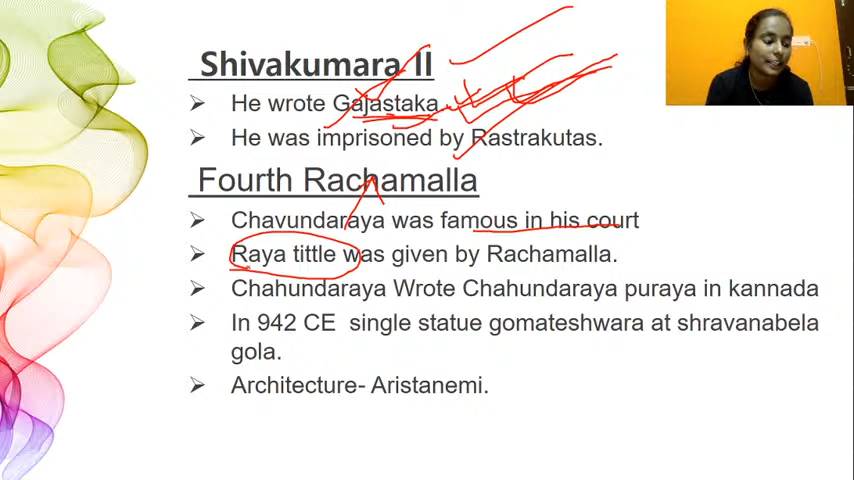 Shivakumara II
He wrote Gajastaka
He was imprisoned by Rastrakutas.
Fourth Rachamalla
Chavundaraya was famous in his court
Raya tittle was given by Rachamalla.
Chahundaraya Wrote Chahundaraya puraya in kannada
In 942 CE single statue gomateshwara at shravanabela
gola.
Architecture- Aristanemi.